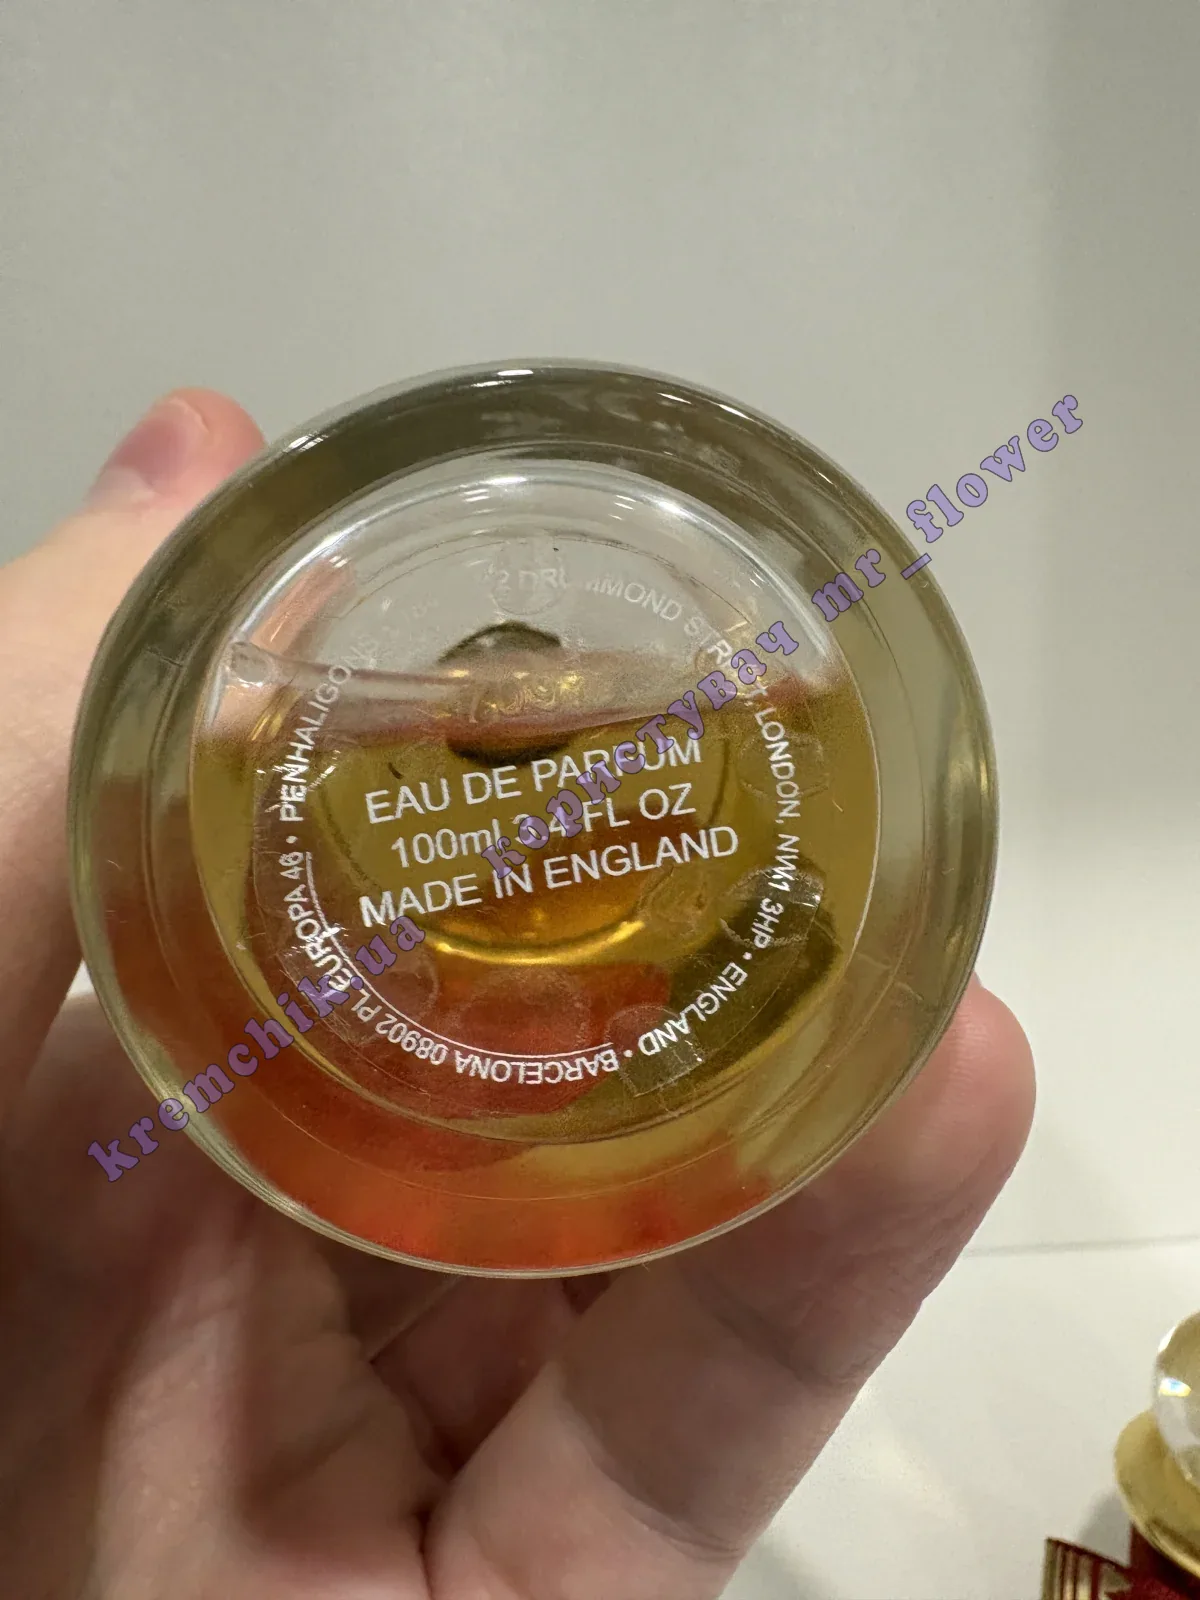 EAU DE PARFUM
100ml 3.4 FL OZ
MADE IN ENGLAND
PENHALIGON'S
DRUMMOND STREET, LONDON, NW1 3HP • ENGLAND •
BARCELONA 08902 PL EUROPA 46 •
kremchik.ua користувач mr_flower